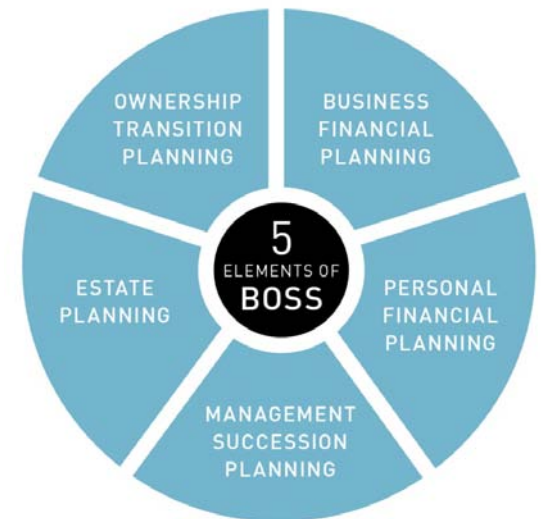 OWNERSHIP
TRANSITION
PLANNING
BUSINESS
FINANCIAL
PLANNING
5
ELEMENTS OF
BOSS
ESTATE
PLANNING
PERSONAL
FINANCIAL
PLANNING
MANAGEMENT
SUCCESSION
PLANNING